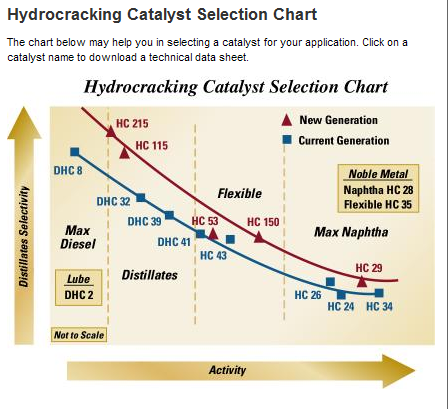 Hydrocracking Catalyst Selection Chart
The chart below may help you in selecting a catalyst for your application. Click on a
catalyst name to download a technical data sheet.
Hydrocracking Catalyst Selection Chart
New Generation
Current Generation
HC 215
HC 115
DHC 8
Noble Metal
Naphtha HC 28
Flexible HC 35
Flexible
DHC 32
DHC 39
HC 53
HC 150
Max
Diesel
Max Naphtha
DHC 41
HC 43
Distillates
HC 29
Lube
DHC 2
HC 26
HC 24
HC 34
Not to Scale
Distillates Selectivity
Activity